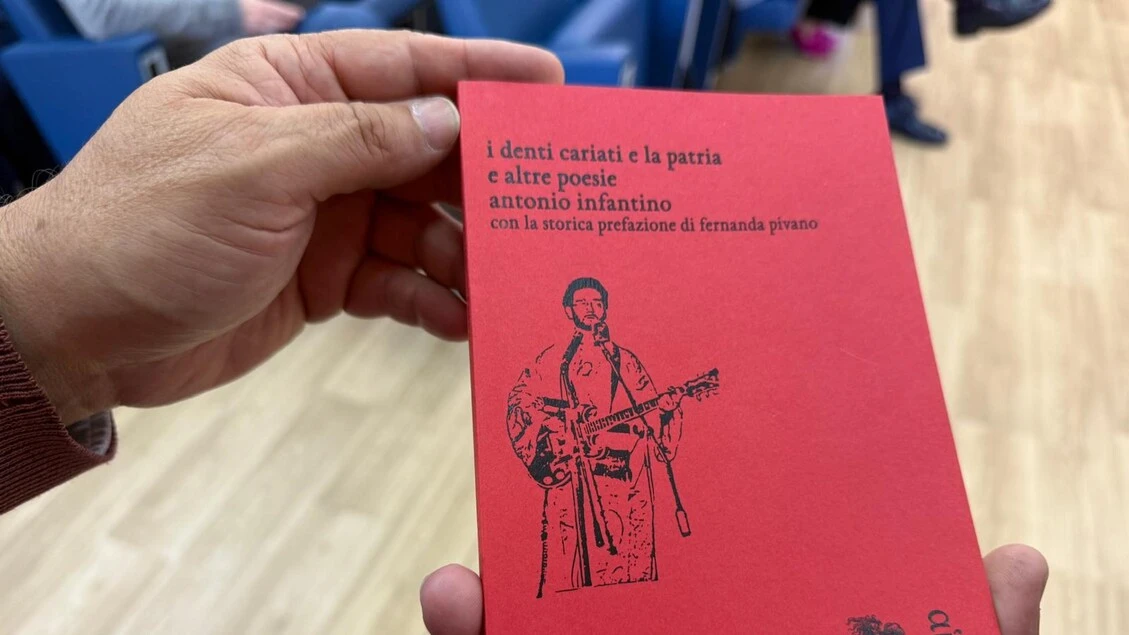 i denti cariati e la patria
e altre poesie
antonio infantino
con la storica prefazione di fernanda pivano